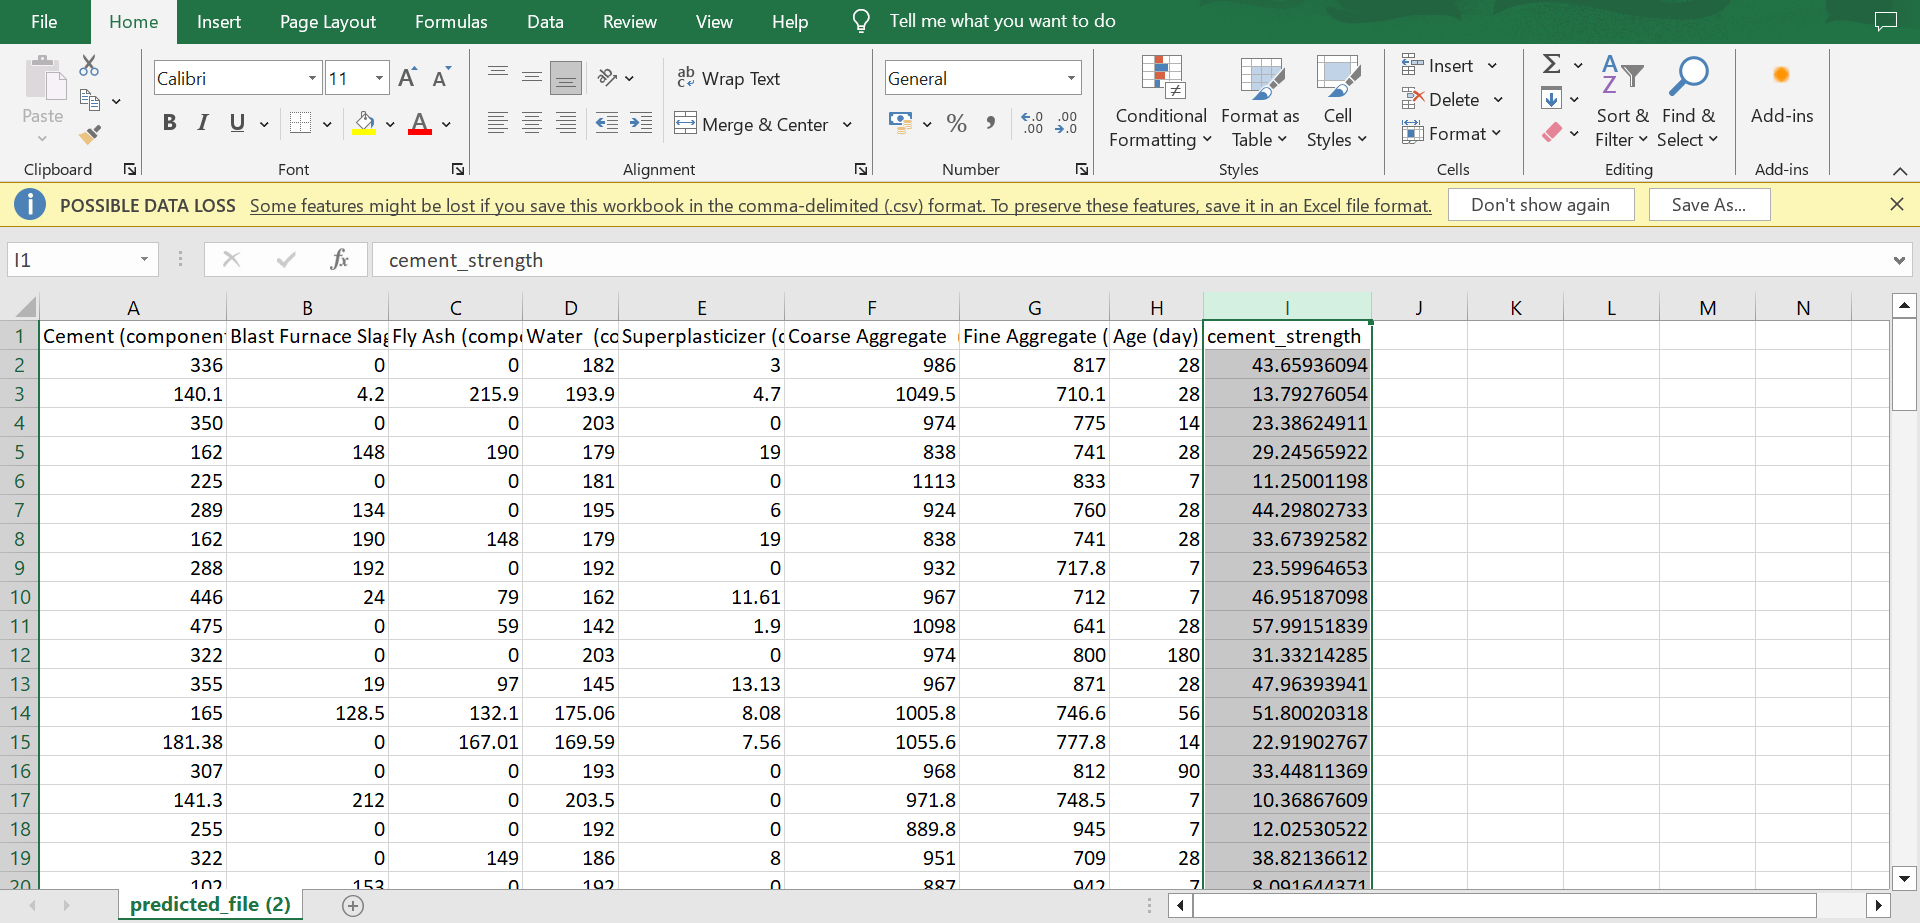 File Home Insert Page Layout Formulas Data Review View Help Tell me what you want to do
Paste
Clipboard
Calibri 11
B I U A
Font
ab Wrap Text
Merge & Center
Alignment
General
% ,
Number
Conditional Formatting
Format as Table
Cell Styles
Styles
Insert
Delete
Format
Cells
Σ
Sort & Filter
Find & Select
Editing
Add-ins
Add-ins
POSSIBLE DATA LOSS Some features might be lost if you save this workbook in the comma-delimited (.csv) format. To preserve these features, save it in an Excel file format. Don't show again Save As...
I1 fx cement_strength
A B C D E F G H I J K L M N
1 Cement (componen Blast Furnace Slag Fly Ash (comp Water (co Superplasticizer (c Coarse Aggregate Fine Aggregate ( Age (day) cement_strength
2 336 0 0 182 3 986 817 28 43.65936094
3 140.1 4.2 215.9 193.9 4.7 1049.5 710.1 28 13.79276054
4 350 0 0 203 0 974 775 14 23.38624911
5 162 148 190 179 19 838 741 28 29.24565922
6 225 0 0 181 0 1113 833 7 11.25001198
7 289 134 0 195 6 924 760 28 44.29802733
8 162 190 148 179 19 838 741 28 33.67392582
9 288 192 0 192 0 932 717.8 7 23.59964653
10 446 24 79 162 11.61 967 712 7 46.95187098
11 475 0 59 142 1.9 1098 641 28 57.99151839
12 322 0 0 203 0 974 800 180 31.33214285
13 355 19 97 145 13.13 967 871 28 47.96393941
14 165 128.5 132.1 175.06 8.08 1005.8 746.6 56 51.80020318
15 181.38 0 167.01 169.59 7.56 1055.6 777.8 14 22.91902767
16 307 0 0 193 0 968 812 90 33.44811369
17 141.3 212 0 203.5 0 971.8 748.5 7 10.36867609
18 255 0 0 192 0 889.8 945 7 12.02530522
19 322 0 149 186 8 951 709 28 38.82136612
20 102 153 0 192 0 887 942 7 8.091644371
predicted_file (2)